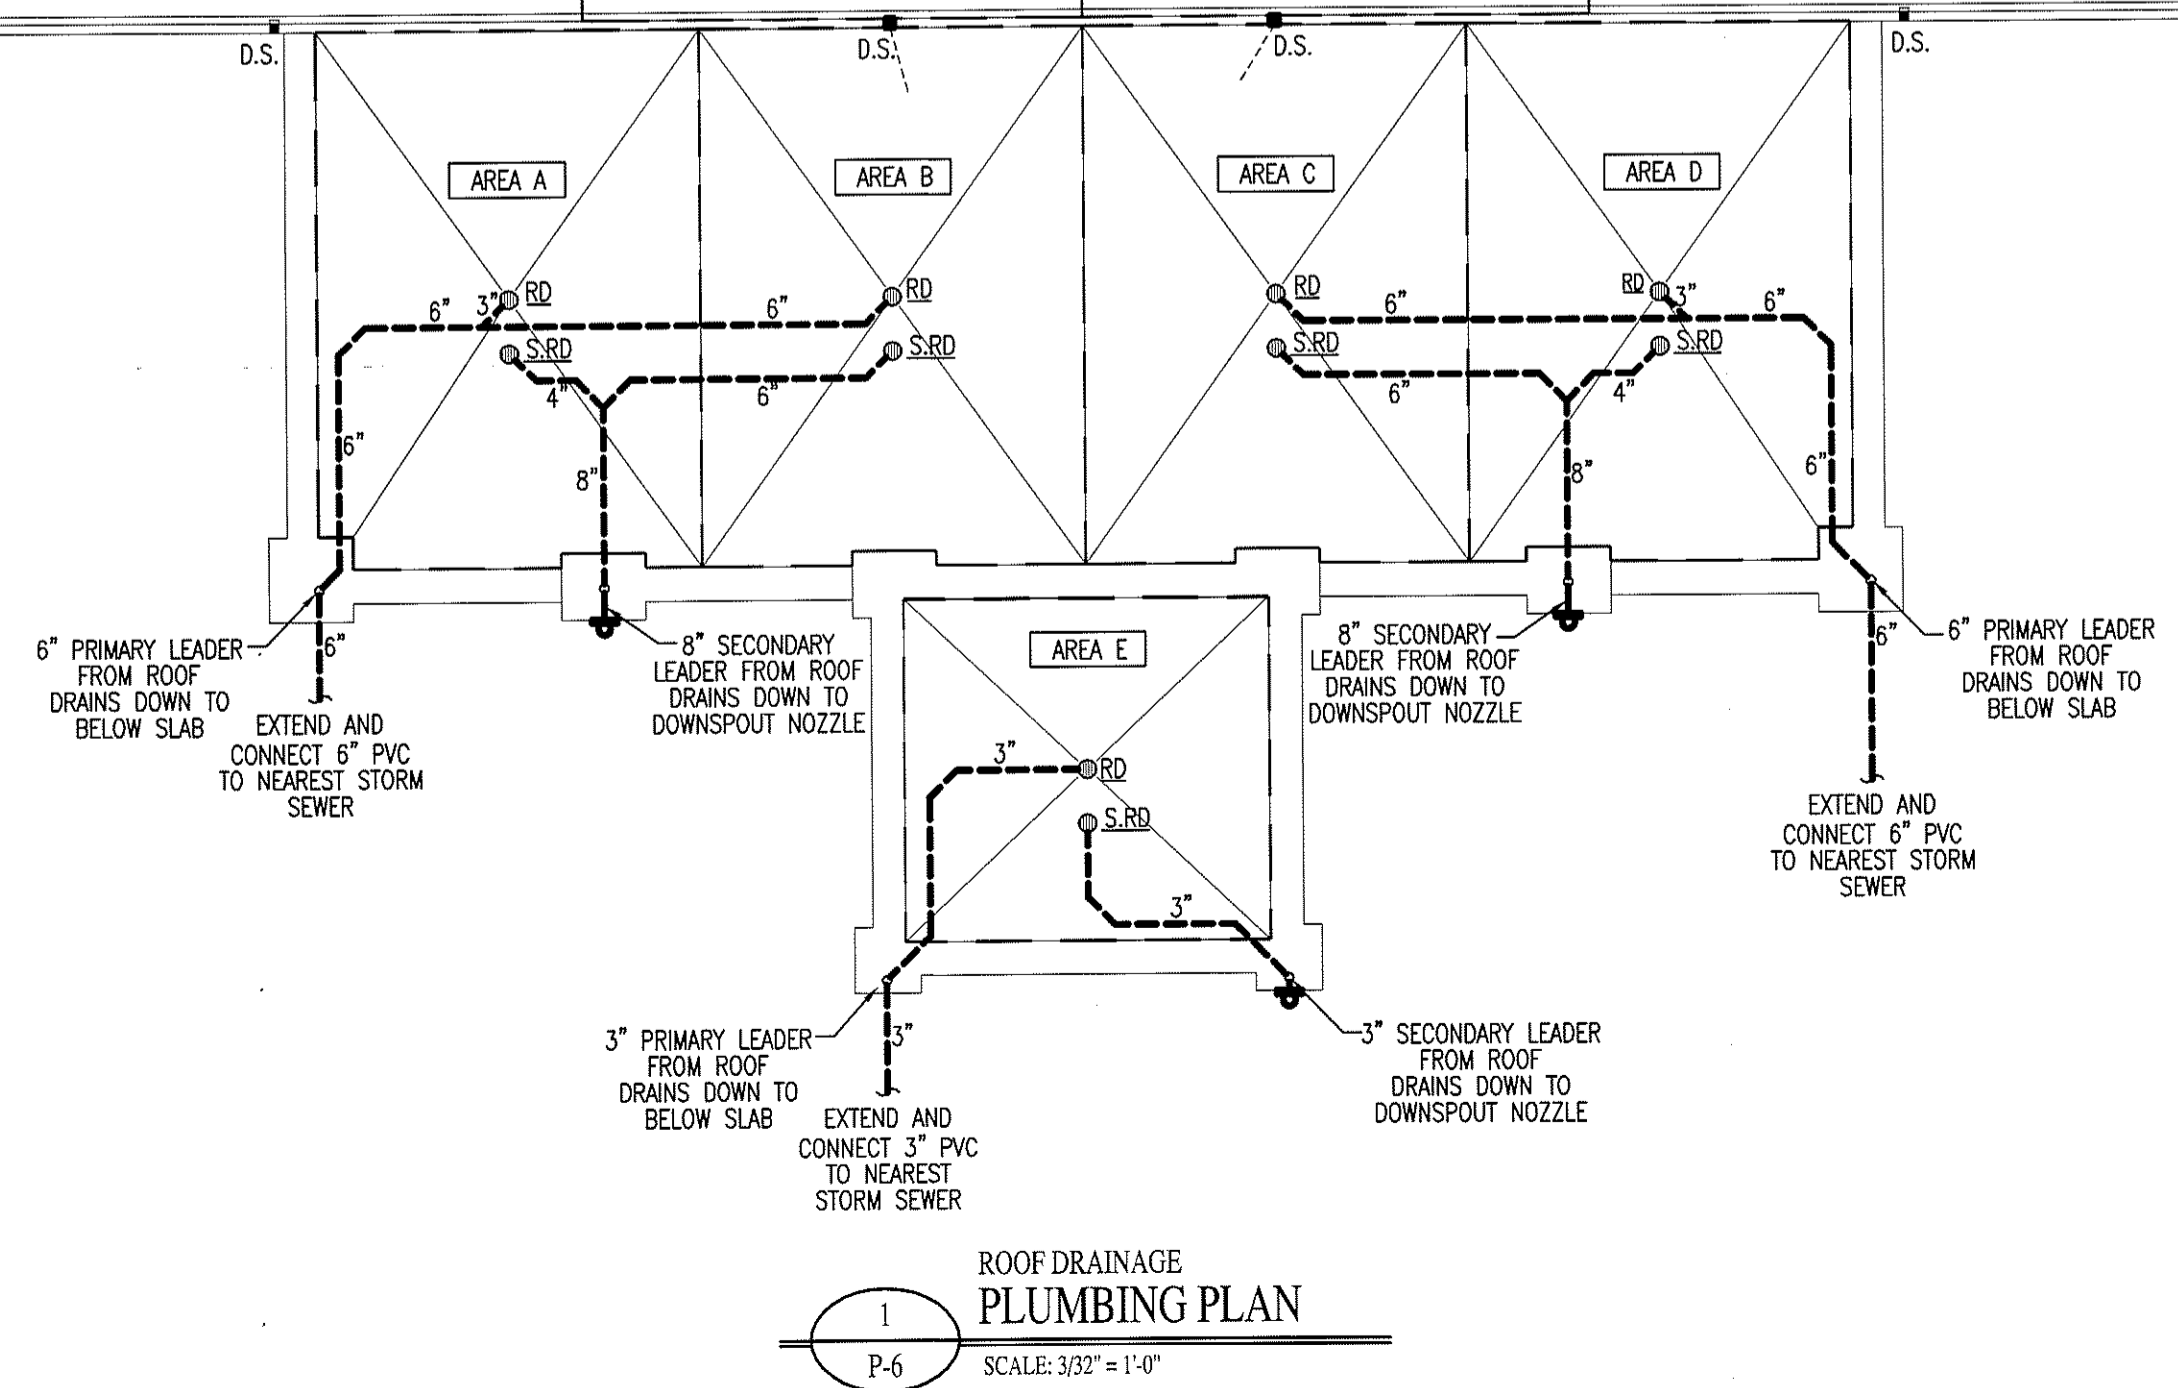 D.S.
D.S.
D.S.
D.S.
AREA A
AREA B
AREA C
AREA D
RD
RD
RD
RD
3"
3"
6"
6"
6"
6"
S.RD
S.RD
S.RD
S.RD
4"
6"
6"
4"
6"
8"
8"
6"
6" PRIMARY LEADER
FROM ROOF
DRAINS DOWN TO
BELOW SLAB
6"
EXTEND AND
CONNECT 6" PVC
TO NEAREST STORM
SEWER
8" SECONDARY
LEADER FROM ROOF
DRAINS DOWN TO
DOWNSPOUT NOZZLE
AREA E
8" SECONDARY
LEADER FROM ROOF
DRAINS DOWN TO
DOWNSPOUT NOZZLE
6"
6" PRIMARY LEADER
FROM ROOF
DRAINS DOWN TO
BELOW SLAB
EXTEND AND
CONNECT 6" PVC
TO NEAREST STORM
SEWER
3"
RD
S.RD
3"
3" PRIMARY LEADER
FROM ROOF
DRAINS DOWN TO
BELOW SLAB
3"
EXTEND AND
CONNECT 3" PVC
TO NEAREST
STORM SEWER
3" SECONDARY LEADER
FROM ROOF
DRAINS DOWN TO
DOWNSPOUT NOZZLE
ROOF DRAINAGE
1
PLUMBING PLAN
P-6
SCALE: 3/32" = 1'-0"